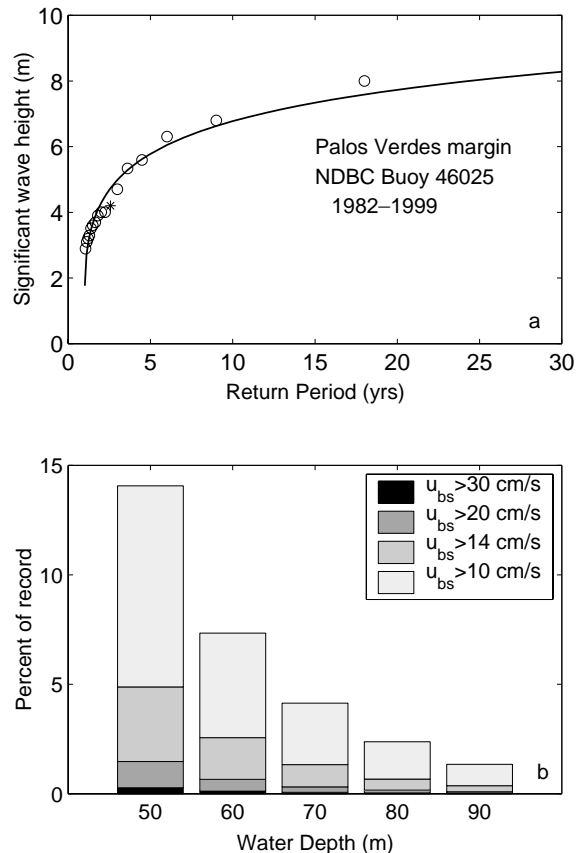 10
8
6
4
2
0
Significant wave height (m)
Palos Verdes margin
NDBC Buoy 46025
1982–1999
a
0 5 10 15 20 25 30
Return Period (yrs)
15
10
5
0
Percent of record
u_bs>30 cm/s
u_bs>20 cm/s
u_bs>14 cm/s
u_bs>10 cm/s
b
50 60 70 80 90
Water Depth (m)